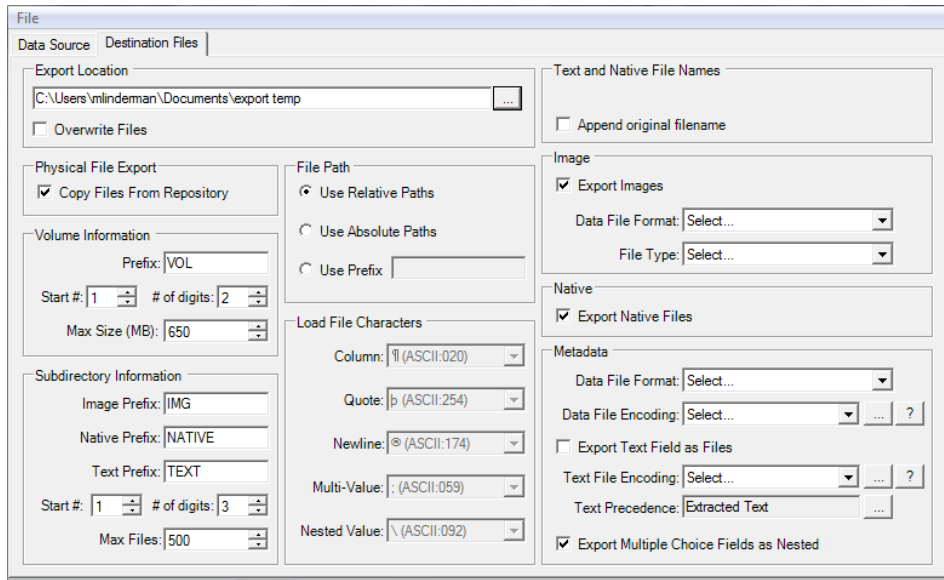 File
Data Source
Destination Files
Export Location
C:\Users\mlinderman\Documents\export temp
...
Overwrite Files
Physical File Export
Copy Files From Repository
Volume Information
Prefix: VOL
Start #: 1 # of digits: 2
Max Size (MB): 650
Subdirectory Information
Image Prefix: IMG
Native Prefix: NATIVE
Text Prefix: TEXT
Start #: 1 # of digits: 3
Max Files: 500
File Path
Use Relative Paths
Use Absolute Paths
Use Prefix
Load File Characters
Column: ¶ (ASCII:020)
Quote: þ (ASCII:254)
Newline: ® (ASCII:174)
Multi-Value: ; (ASCII:059)
Nested Value: \ (ASCII:092)
Text and Native File Names
Append original filename
Image
Export Images
Data File Format: Select...
File Type: Select...
Native
Export Native Files
Metadata
Data File Format: Select...
Data File Encoding: Select... ... ?
Export Text Field as Files
Text File Encoding: Select... ... ?
Text Precedence: Extracted Text ...
Export Multiple Choice Fields as Nested